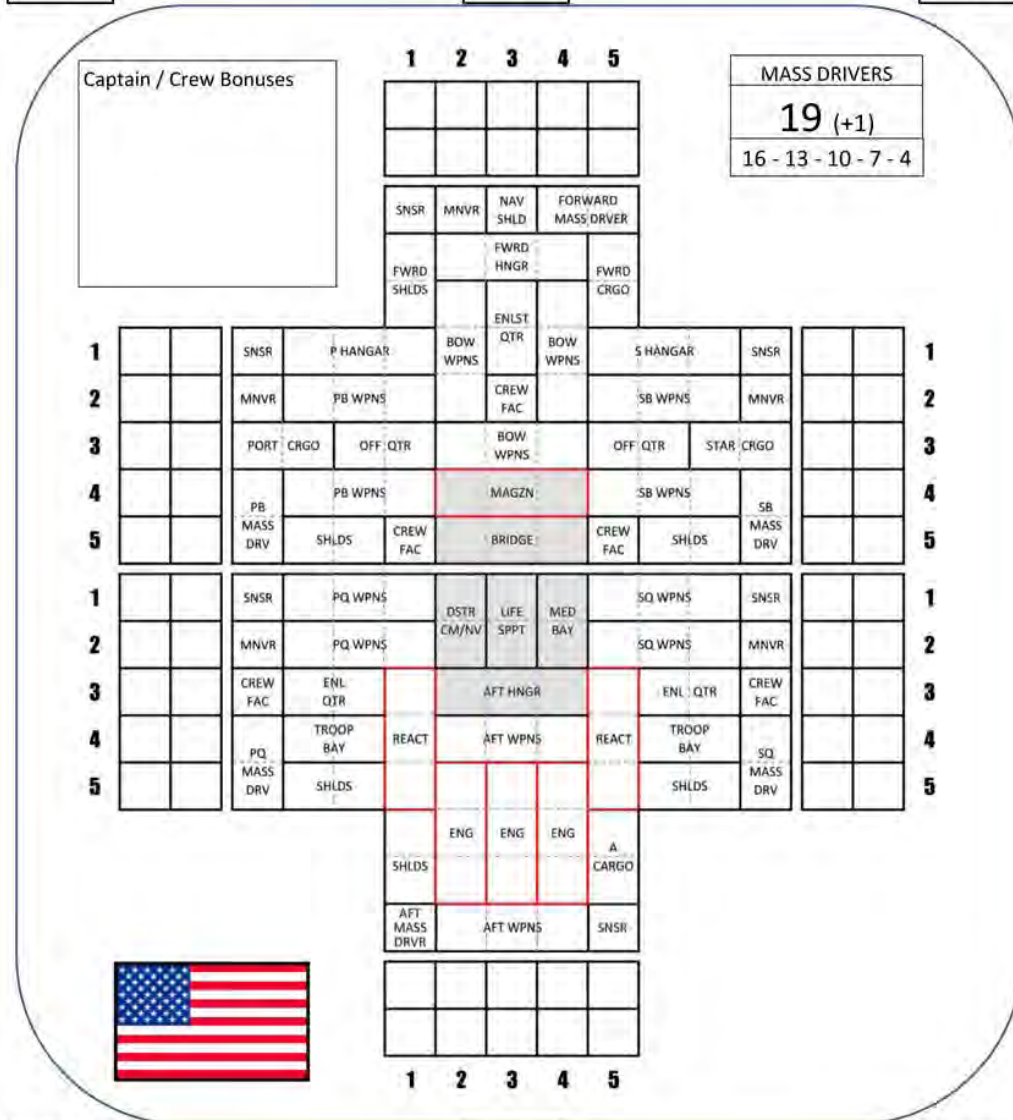 Captain / Crew Bonuses
1 2 3 4 5
MASS DRIVERS
19 (+1)
16 - 13 - 10 - 7 - 4
SNSR MNVR NAV FORWARD
SHLD MASS DRVER
FWRD
HNGR
FWRD FWRD
SHLDS CRGO
ENLST
QTR
1 SNSR P HANGAR BOW BOW S HANGAR SNSR 1
WPNS WPNS
2 MNVR PB WPNS CREW SB WPNS MNVR 2
FAC
3 PORT CRGO OFF QTR BOW OFF QTR STAR CRGO 3
WPNS
4 PB WPNS MAGZN SB WPNS 4
PB SB
MASS MASS
DRV DRV
5 SHLDS CREW BRIDGE CREW SHLDS 5
FAC FAC
1 SNSR PQ WPNS DSTR LIFE MED SQ WPNS SNSR 1
CM/NV SPPT BAY
2 MNVR PQ WPNS SQ WPNS MNVR 2
3 CREW ENL AFT HNGR ENL QTR CREW 3
FAC QTR FAC
4 TROOP REACT AFT WPNS REACT TROOP 4
BAY BAY
PQ SQ
MASS MASS
DRV DRV
5 SHLDS SHLDS 5
ENG ENG ENG
SHLDS A
CARGO
AFT
MASS AFT WPNS SNSR
DRVR
1 2 3 4 5